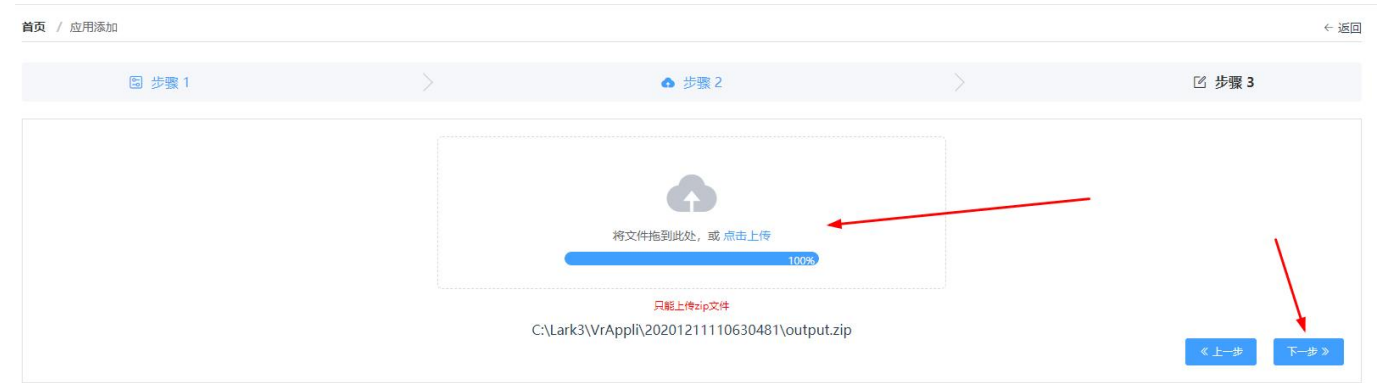 首页 / 应用添加
← 返回
步骤 1
步骤 2
步骤 3
将文件拖到此处，或 点击上传
100%
只能上传zip文件
C:\Lark3\VrAppli\20201211110630481\output.zip
《 上一步
下一步 》